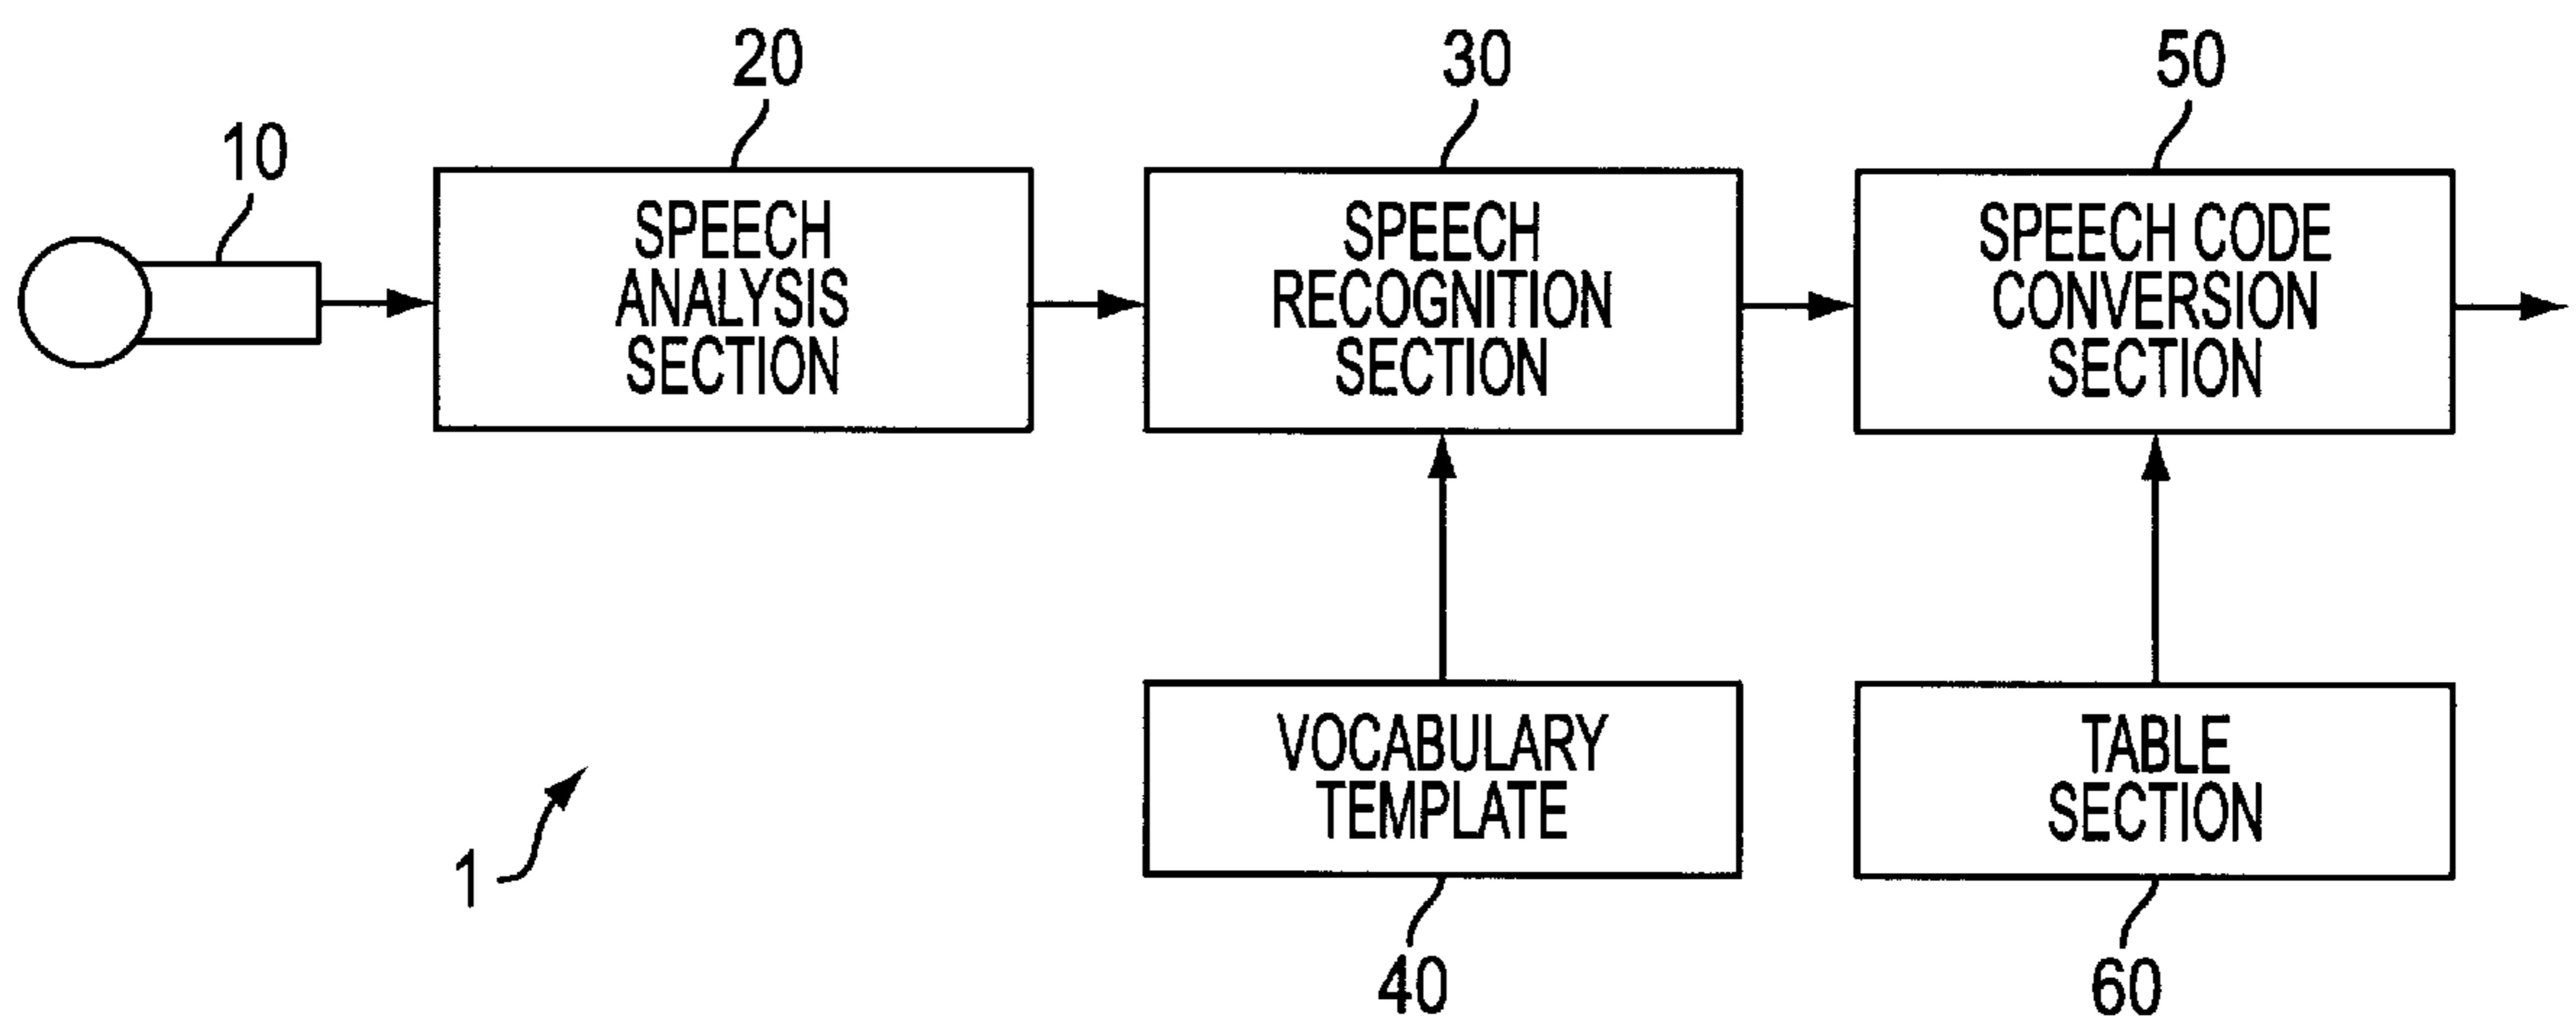 20
30
50
10
SPEECH
ANALYSIS
SECTION
SPEECH
RECOGNITION
SECTION
SPEECH CODE
CONVERSION
SECTION
VOCABULARY
TEMPLATE
TABLE
SECTION
1
40
60